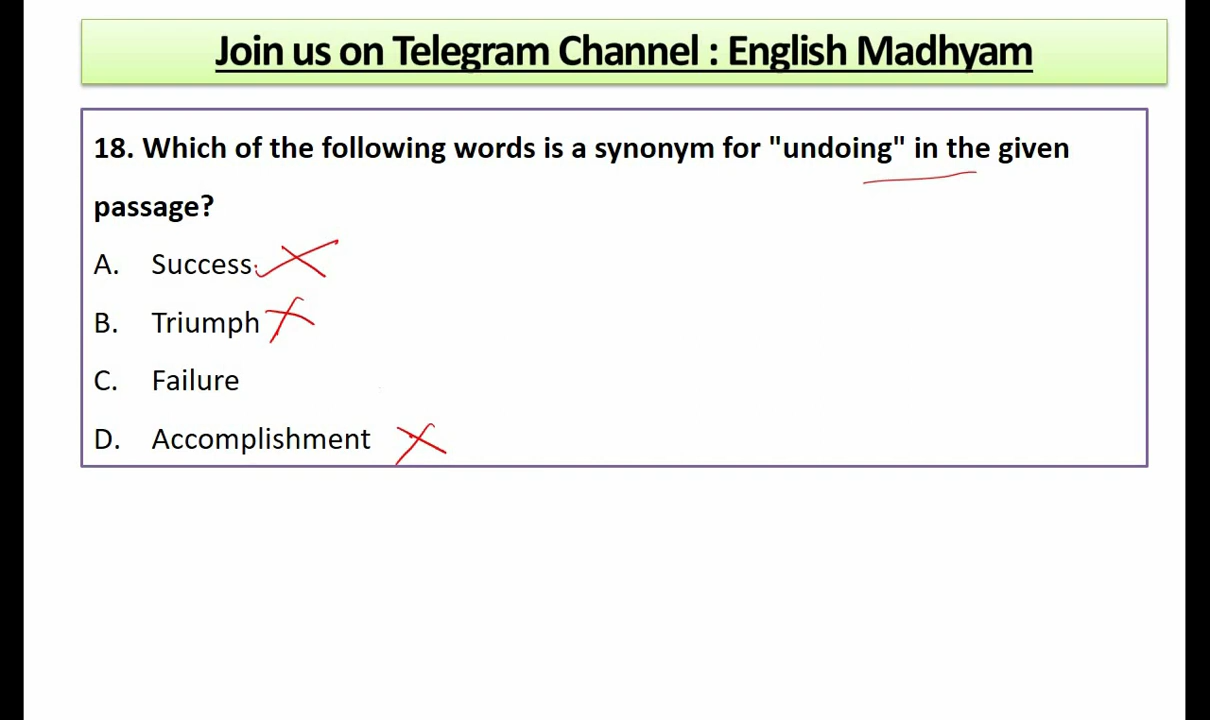 Join us on Telegram Channel : English Madhyam
18. Which of the following words is a synonym for "undoing" in the given
passage?
A. Success
B. Triumph
C. Failure
D. Accomplishment